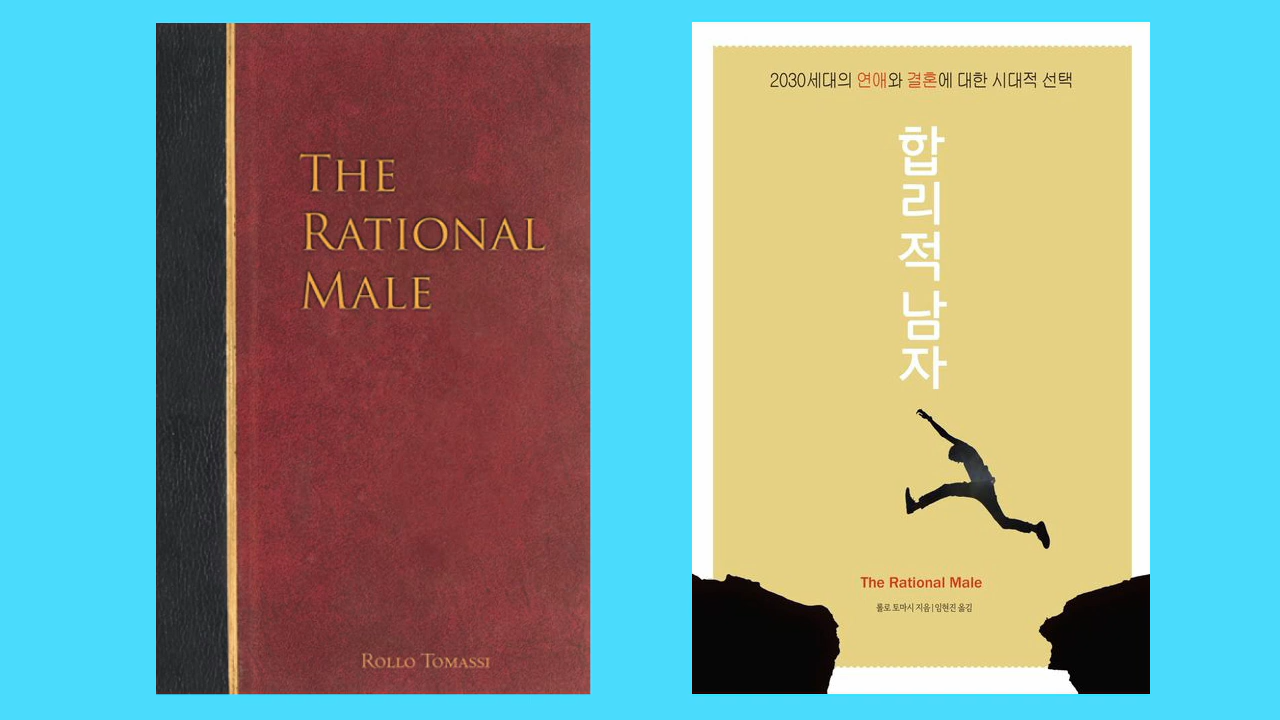 THE
RATIONAL
MALE
ROLLO TOMASSI
2030세대의 연애와 결혼에 대한 시대적 선택
합
리
적
남
자
The Rational Male
롤로 토마시 지음 | 임현진 옮김